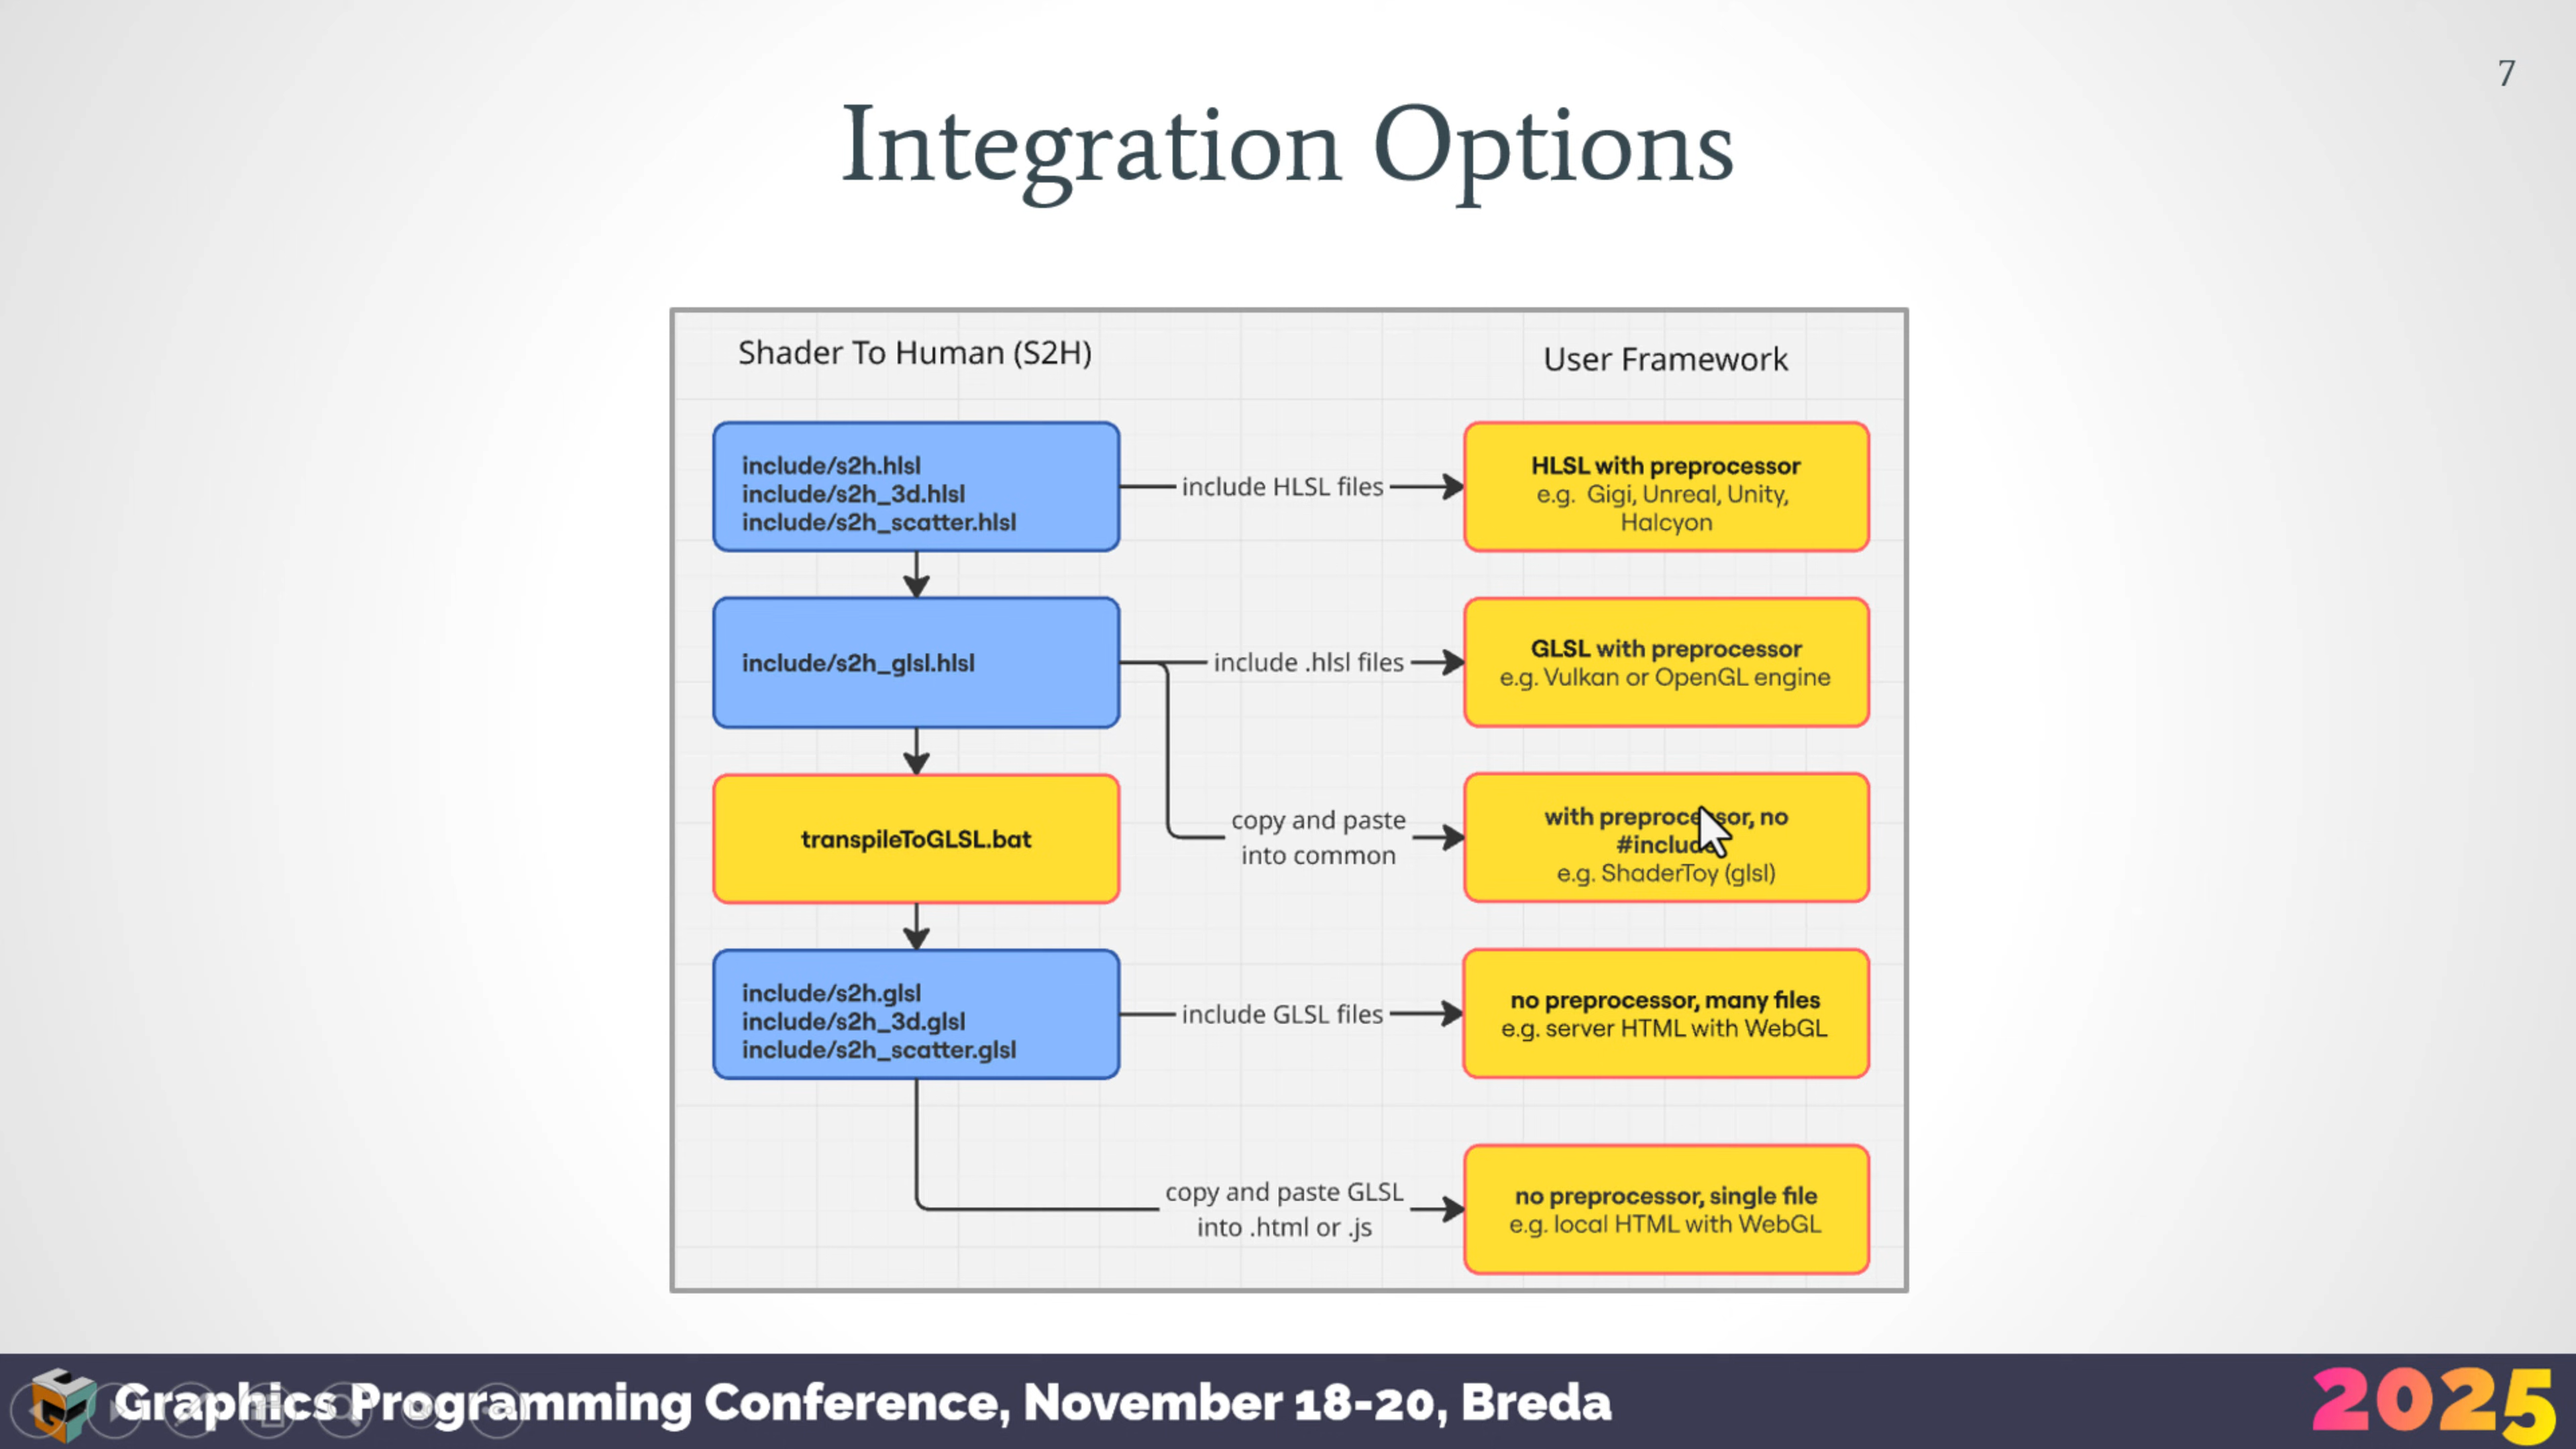 7
Integration Options
Shader To Human (S2H)
User Framework
include/s2h.hlsl
include/s2h_3d.hlsl
include/s2h_scatter.hlsl
include HLSL files
HLSL with preprocessor
e.g. Gigi, Unreal, Unity,
Halcyon
include/s2h_glsl.hlsl
include .hlsl files
GLSL with preprocessor
e.g. Vulkan or OpenGL engine
transpileToGLSL.bat
copy and paste
into common
with preprocessor, no
#include
e.g. ShaderToy (glsl)
include/s2h.glsl
include/s2h_3d.glsl
include/s2h_scatter.glsl
include GLSL files
no preprocessor, many files
e.g. server HTML with WebGL
copy and paste GLSL
into .html or .js
no preprocessor, single file
e.g. local HTML with WebGL
Graphics Programming Conference, November 18-20, Breda
2025